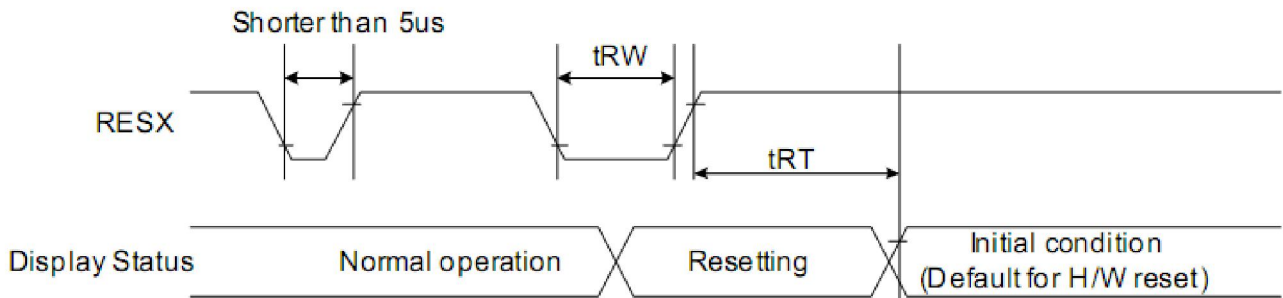 Shorter than 5us
tRW
RESX
tRT
Display Status
Normal operation
Resetting
Initial condition
(Default for H/W reset)